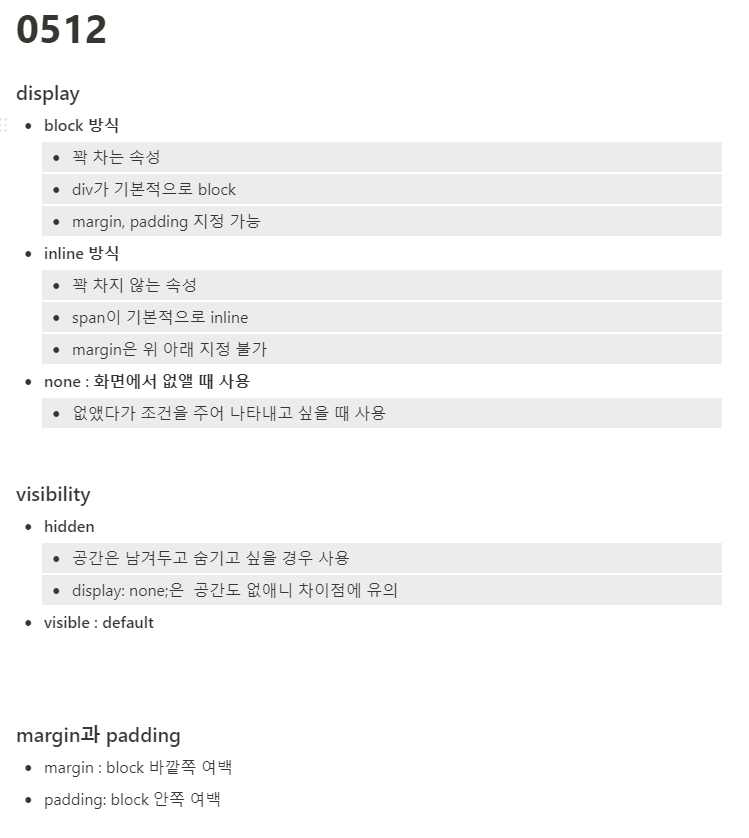 0512
display
• block 방식
• 꽉 차는 속성
• div가 기본적으로 block
• margin, padding 지정 가능
• inline 방식
• 꽉 차지 않는 속성
• span이 기본적으로 inline
• margin은 위 아래 지정 불가
• none : 화면에서 없앨 때 사용
• 없앴다가 조건을 주어 나타내고 싶을 때 사용
visibility
• hidden
• 공간은 남겨두고 숨기고 싶을 경우 사용
• display: none;은 공간도 없애니 차이점에 유의
• visible : default
margin과 padding
• margin : block 바깥쪽 여백
• padding: block 안쪽 여백